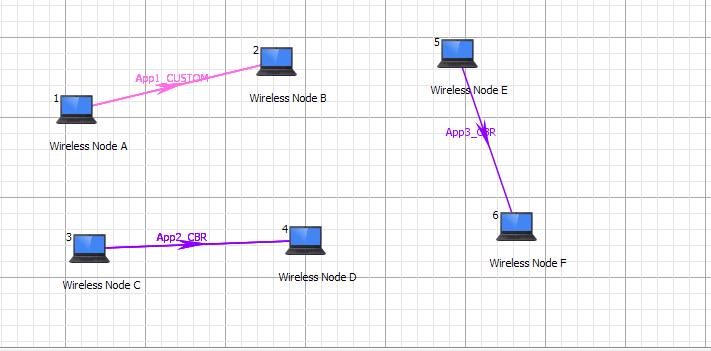 5
2
App1_CUSTOM
Wireless Node E
1
Wireless Node B
App3_CBR
Wireless Node A
6
4
3
App2_CBR
Wireless Node F
Wireless Node D
Wireless Node C